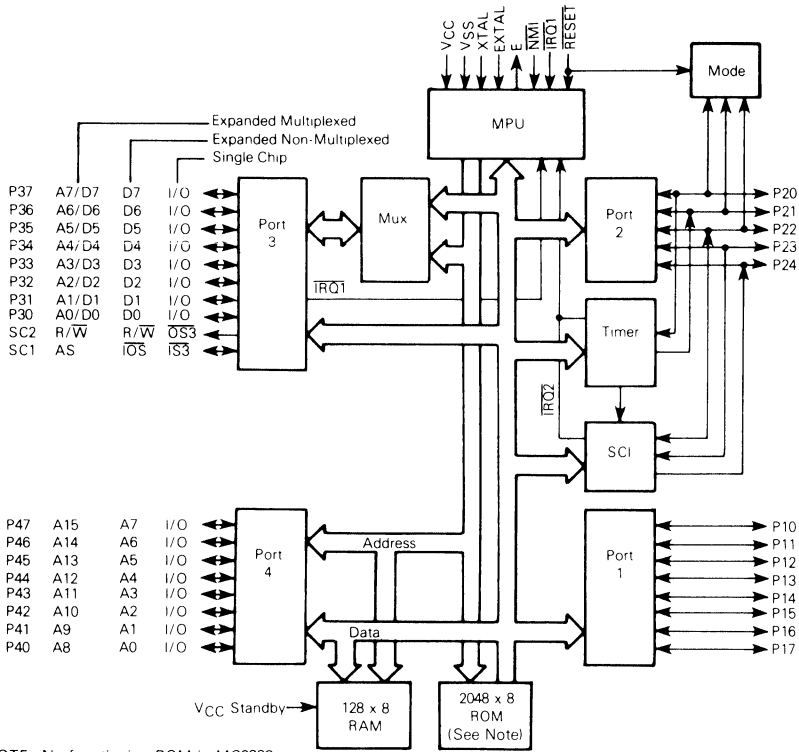 VCC
VSS
XTAL
EXTAL
E
NMI
IRQ1
RESET
Mode
MPU
Expanded Multiplexed
Expanded Non-Multiplexed
Single Chip
P37 A7/D7 D7 I/O
P36 A6/D6 D6 I/O
P35 A5/D5 D5 I/O
P34 A4/D4 D4 I/O
P33 A3/D3 D3 I/O
P32 A2/D2 D2 I/O
P31 A1/D1 D1 I/O
P30 A0/D0 D0 I/O
SC2 R/W R/W OS3
SC1 AS IOS IS3
Port
3
Mux
IRQ1
Port
2
P20
P21
P22
P23
P24
Timer
IRQ2
SCI
P47 A15 A7 I/O
P46 A14 A6 I/O
P45 A13 A5 I/O
P44 A12 A4 I/O
P43 A11 A3 I/O
P42 A10 A2 I/O
P41 A9 A1 I/O
P40 A8 A0 I/O
Port
4
Address
Data
Port
1
P10
P11
P12
P13
P14
P15
P16
P17
VCC Standby
128 x 8
RAM
2048 x 8
ROM
(See Note)